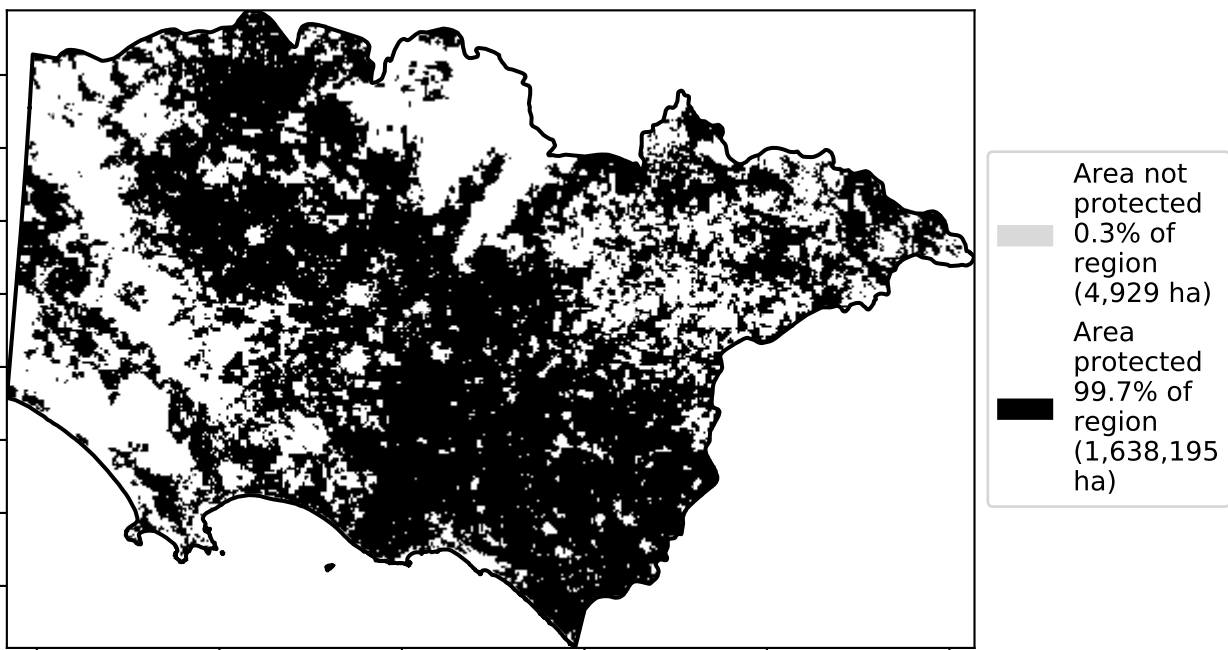 Area not
protected
0.3% of
region
(4,929 ha)
Area
protected
99.7% of
region
(1,638,195
ha)